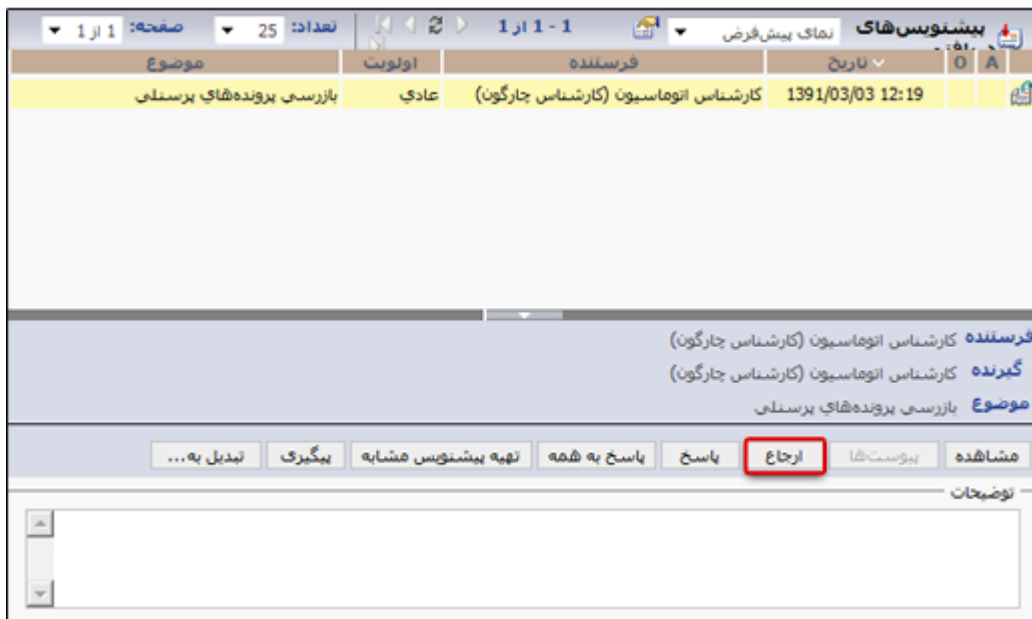 پیشنویس‌های نمای پیش‌فرض 1 - 1 از 1 تعداد: 25 صفحه: 1 از 1
A O تاریخ فرستنده اولویت موضوع
1391/03/03 12:19 کارشناس اتوماسیون (کارشناس چارگون) عادي بازرسی پرونده‌هاي پرسنلی
فرستنده کارشناس اتوماسیون (کارشناس چارگون)
گیرنده کارشناس اتوماسیون (کارشناس چارگون)
موضوع بازرسی پرونده‌هاي پرسنلی
مشاهده پیوست‌ها ارجاع پاسخ پاسخ به همه تهیه پیشنویس مشابه پیگیری تبدیل به...
توضیحات